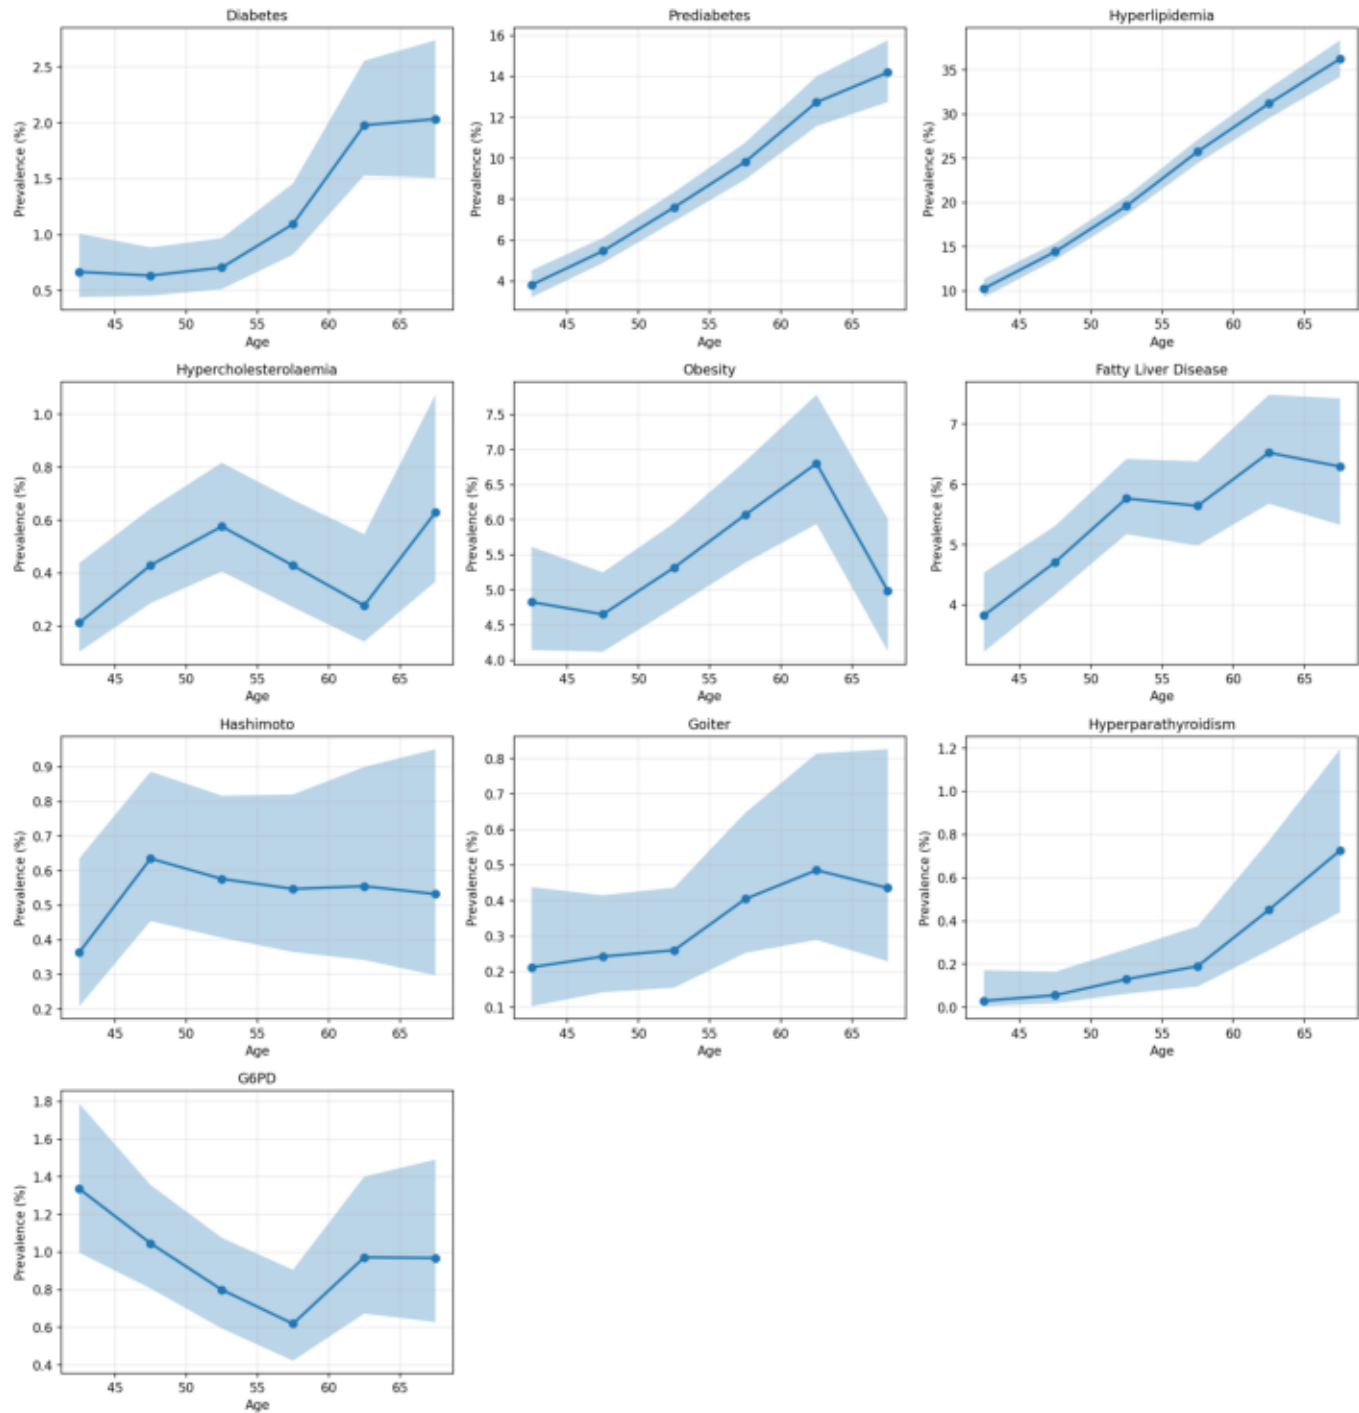 Diabetes
Prevalence (%)
2.5
2.0
1.5
1.0
0.5
45 50 55 60 65
Age
Prediabetes
Prevalence (%)
16
14
12
10
8
6
4
45 50 55 60 65
Age
Hyperlipidemia
Prevalence (%)
35
30
25
20
15
10
45 50 55 60 65
Age
Hypercholesterolaemia
Prevalence (%)
1.0
0.8
0.6
0.4
0.2
45 50 55 60 65
Age
Obesity
Prevalence (%)
7.5
7.0
6.5
6.0
5.5
5.0
4.5
4.0
45 50 55 60 65
Age
Fatty Liver Disease
Prevalence (%)
7
6
5
4
45 50 55 60 65
Age
Hashimoto
Prevalence (%)
0.9
0.8
0.7
0.6
0.5
0.4
0.3
0.2
45 50 55 60 65
Age
Goiter
Prevalence (%)
0.8
0.7
0.6
0.5
0.4
0.3
0.2
0.1
45 50 55 60 65
Age
Hyperparathyroidism
Prevalence (%)
1.2
1.0
0.8
0.6
0.4
0.2
0.0
45 50 55 60 65
Age
G6PD
Prevalence (%)
1.8
1.6
1.4
1.2
1.0
0.8
0.6
0.4
45 50 55 60 65
Age